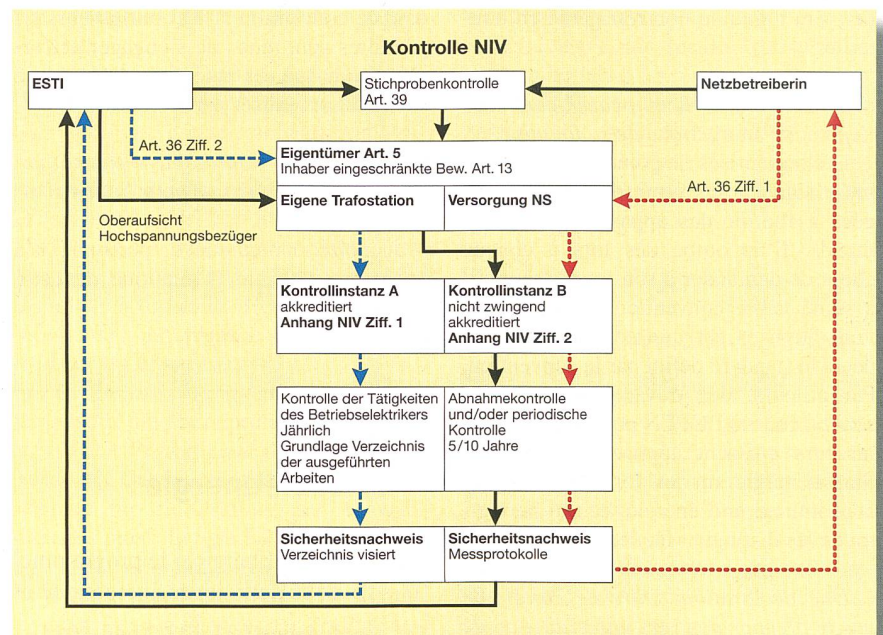 Kontrolle NIV
ESTI
Stichprobenkontrolle
Art. 39
Netzbetreiberin
Art. 36 Ziff. 2
Eigentümer Art. 5
Inhaber eingeschränkte Bew. Art. 13
Art. 36 Ziff. 1
Eigene Trafostation
Versorgung NS
Oberaufsicht
Hochspannungsbezüger
Kontrollinstanz A
akkreditiert
Anhang NIV Ziff. 1
Kontrollinstanz B
nicht zwingend
akkreditiert
Anhang NIV Ziff. 2
Kontrolle der Tätigkeiten
des Betriebselektrikers
Jährlich
Grundlage Verzeichnis
der ausgeführten
Arbeiten
Abnahmekontrolle
und/oder periodische
Kontrolle
5/10 Jahre
Sicherheitsnachweis
Verzeichnis visiert
Sicherheitsnachweis
Messprotokolle